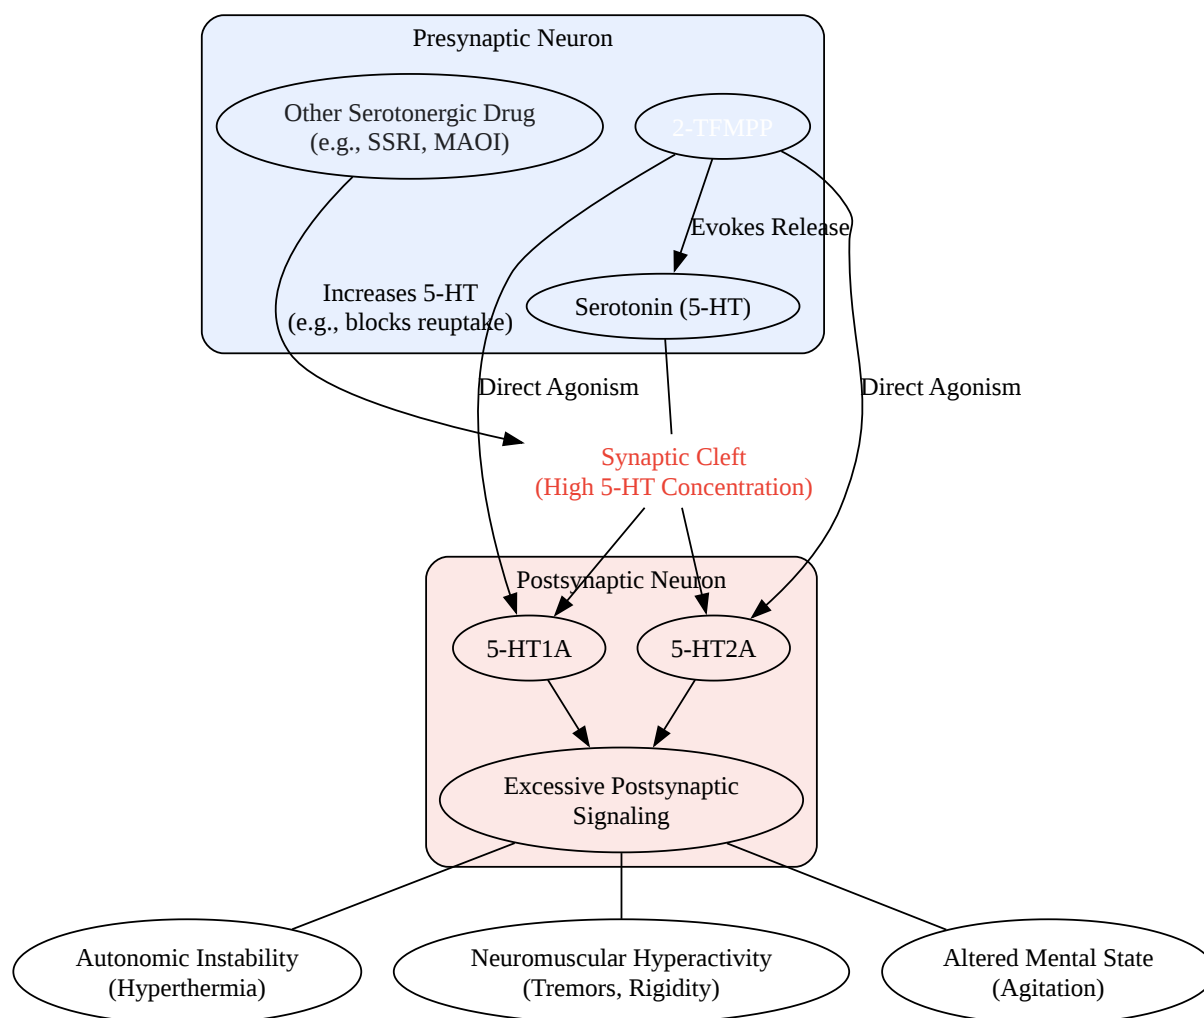 Presynaptic Neuron
Other Serotonergic Drug
(e.g., SSRI, MAOI)
2-TFMPP
Evokes Release
Increases 5-HT
(e.g., blocks reuptake)
Serotonin (5-HT)
Direct Agonism
Direct Agonism
Synaptic Cleft
(High 5-HT Concentration)
Postsynaptic Neuron
5-HT1A
5-HT2A
Excessive Postsynaptic
Signaling
Autonomic Instability
(Hyperthermia)
Neuromuscular Hyperactivity
(Tremors, Rigidity)
Altered Mental State
(Agitation)